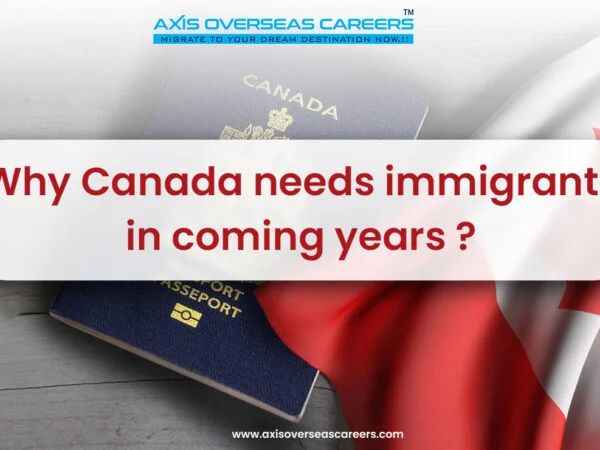 AXIS OVERSEAS CAREERS™
MIGRATE TO YOUR DREAM DESTINATION NOW.!!
CANADA
Why Canada needs immigrant
in coming years ?
PASSEPORT
www.axisoverseascareers.com